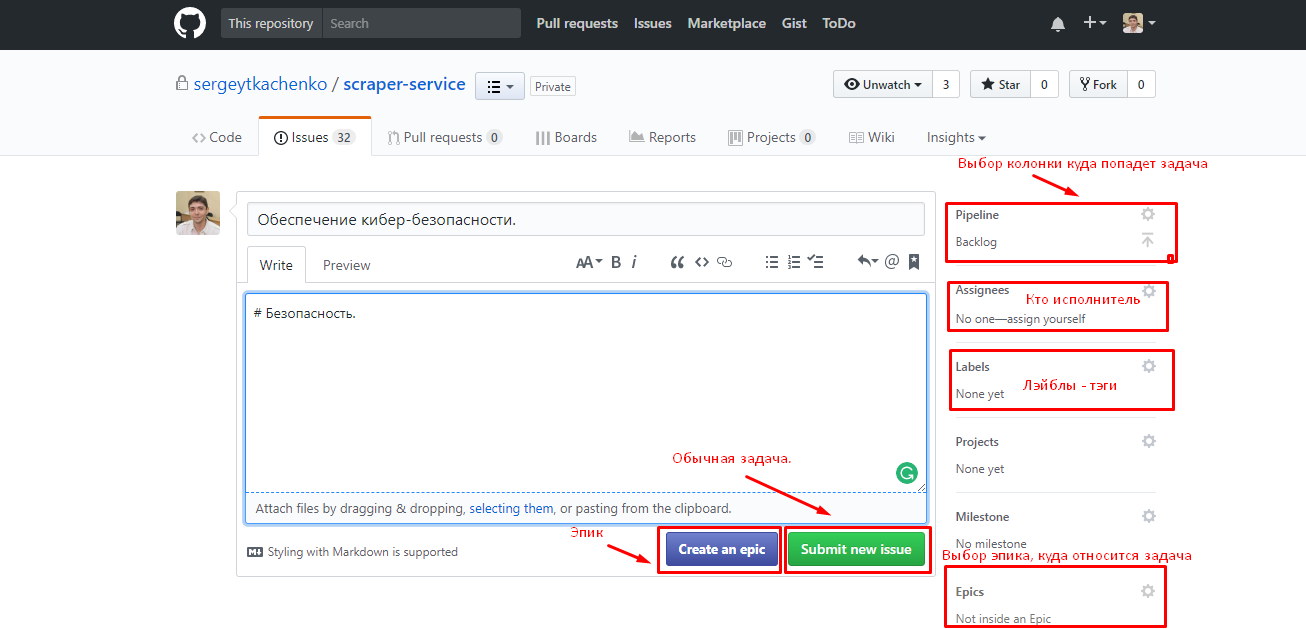 This repository Search Pull requests Issues Marketplace Gist ToDo
sergeytkachenko / scraper-service Private Unwatch 3 Star 0 Fork 0
Code Issues 32 Pull requests 0 Boards Reports Projects 0 Wiki Insights
Выбор колонки куда попадет задача
Обеспечение кибер-безопасности.
Write Preview AA B i @
# Безопасность.
Обычная задача.
Attach files by dragging & dropping, selecting them, or pasting from the clipboard.
Эпик
Styling with Markdown is supported
Create an epic Submit new issue
Pipeline
Backlog
Assignees
Кто исполнитель
No one—assign yourself
Labels
Лэйблы - тэги
None yet
Projects
None yet
Milestone
No milestone
Выбор эпика, куда относится задача
Epics
Not inside an Epic